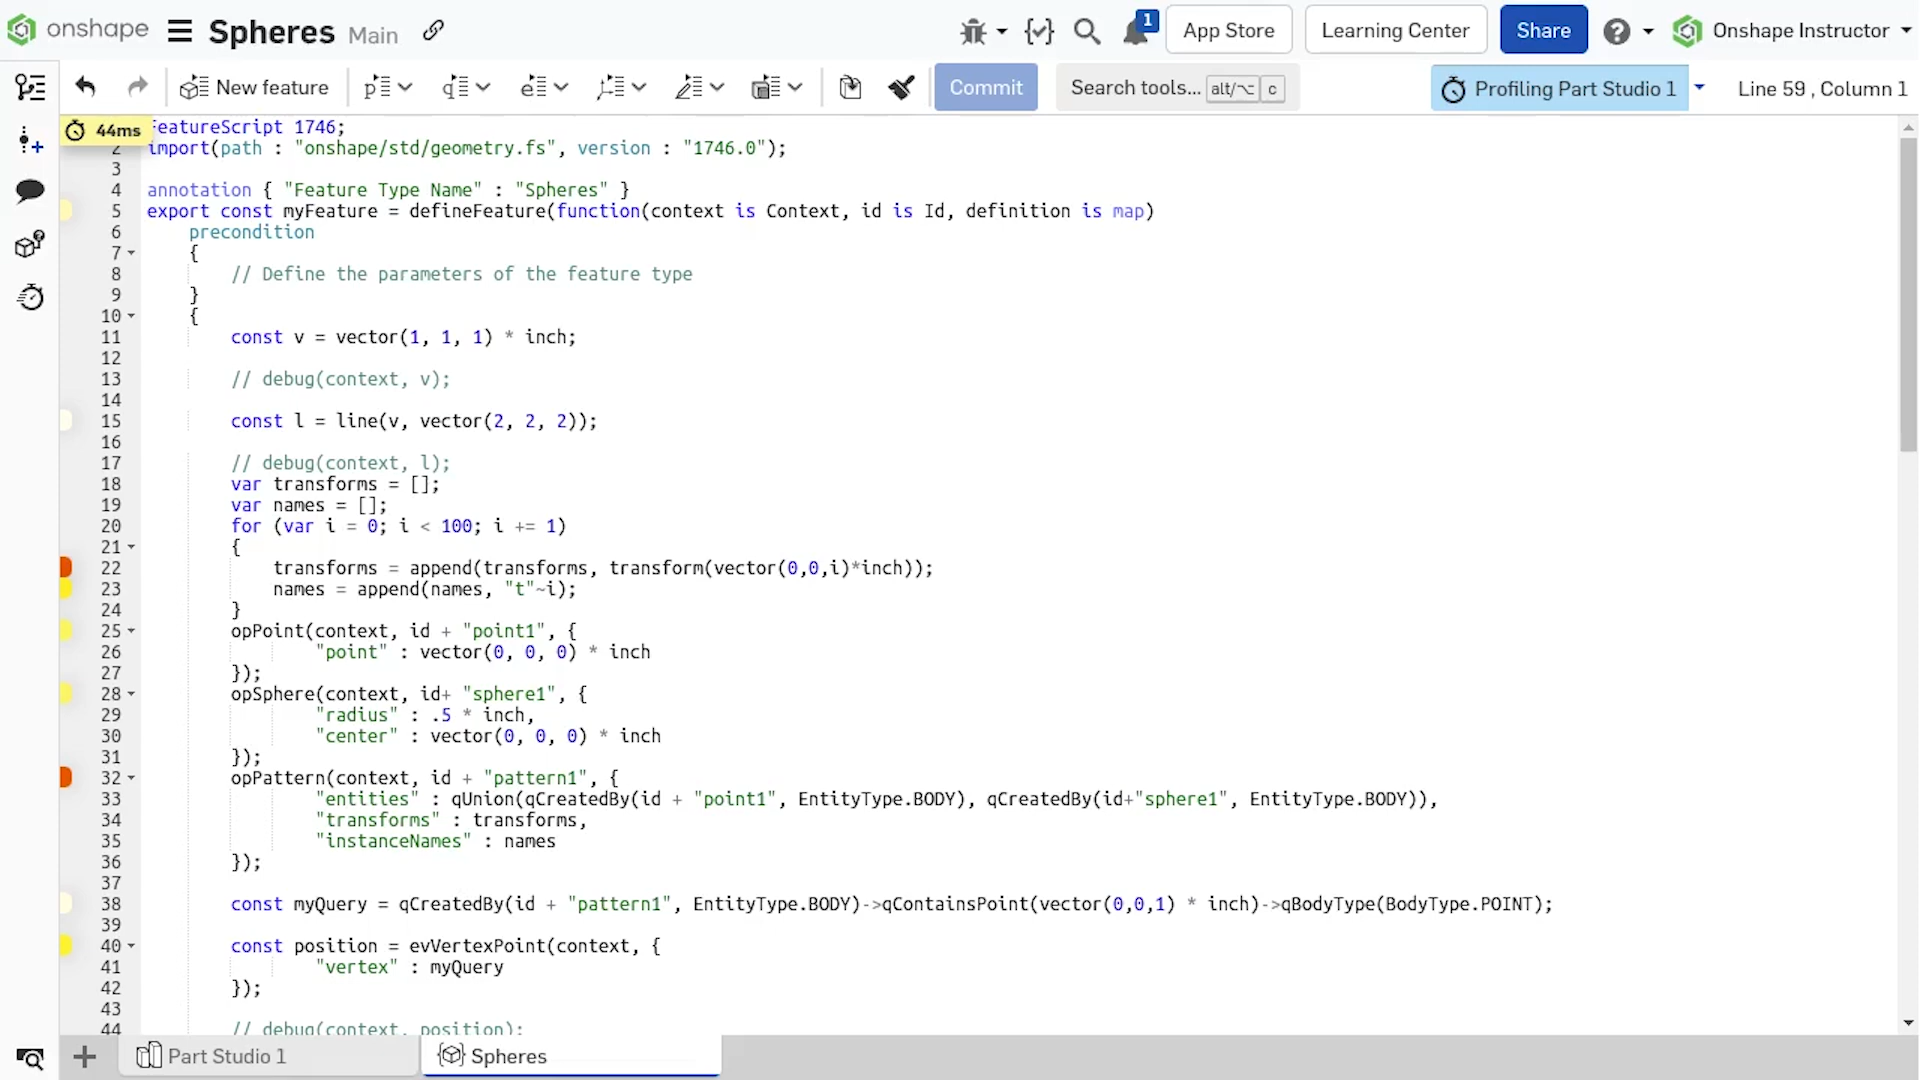 onshape Spheres Main 1 App Store Learning Center Share Onshape Instructor
New feature Commit Search tools... alt/⌥ c Profiling Part Studio 1 Line 59 , Column 1
44ms FeatureScript 1746;
2 import(path : "onshape/std/geometry.fs", version : "1746.0");
3
4 annotation { "Feature Type Name" : "Spheres" }
5 export const myFeature = defineFeature(function(context is Context, id is Id, definition is map)
6 precondition
7 {
8 // Define the parameters of the feature type
9 }
10 {
11 const v = vector(1, 1, 1) * inch;
12
13 // debug(context, v);
14
15 const l = line(v, vector(2, 2, 2));
16
17 // debug(context, l);
18 var transforms = [];
19 var names = [];
20 for (var i = 0; i < 100; i += 1)
21 {
22 transforms = append(transforms, transform(vector(0,0,i)*inch));
23 names = append(names, "t"~i);
24 }
25 opPoint(context, id + "point1", {
26 "point" : vector(0, 0, 0) * inch
27 });
28 opSphere(context, id+ "sphere1", {
29 "radius" : .5 * inch,
30 "center" : vector(0, 0, 0) * inch
31 });
32 opPattern(context, id + "pattern1", {
33 "entities" : qUnion(qCreatedBy(id + "point1", EntityType.BODY), qCreatedBy(id+"sphere1", EntityType.BODY)),
34 "transforms" : transforms,
35 "instanceNames" : names
36 });
37
38 const myQuery = qCreatedBy(id + "pattern1", EntityType.BODY)->qContainsPoint(vector(0,0,1) * inch)->qBodyType(BodyType.POINT);
39
40 const position = evVertexPoint(context, {
41 "vertex" : myQuery
42 });
43
44 // debug(context, position);
Part Studio 1 Spheres